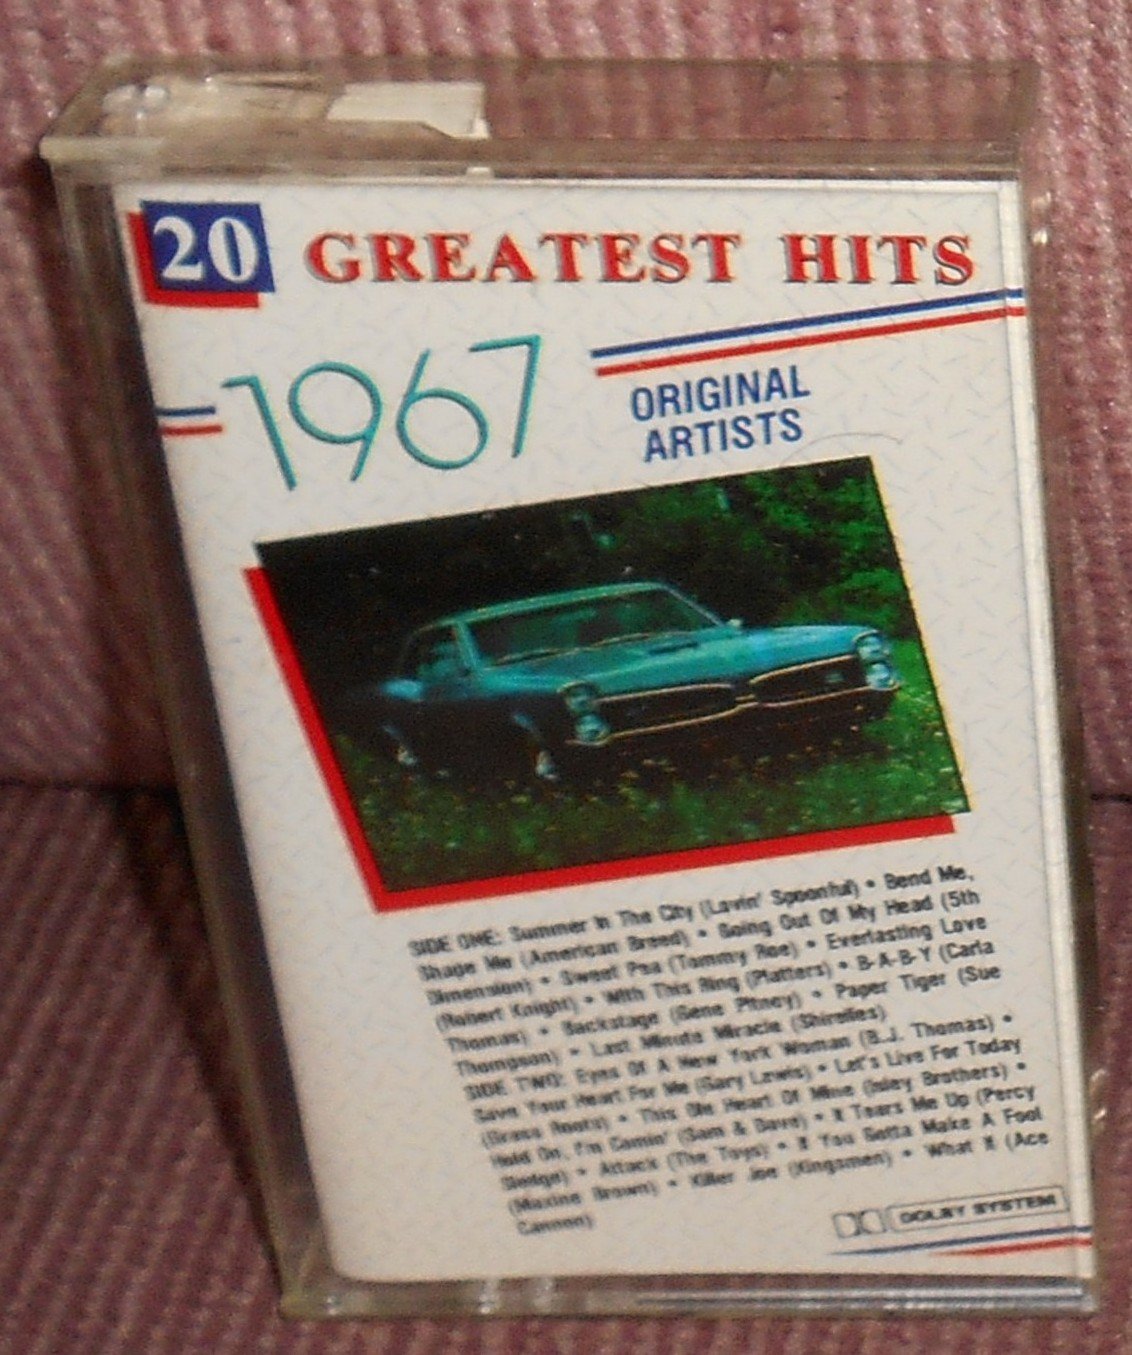 20 GREATEST HITS
1967
ORIGINAL
ARTISTS
SIDE ONE: Summer In The City (Lovin' Spoonful) • Bend Me,
Shape Me (American Breed) • Going Out Of My Head (5th
Dimension) • Sweet Pea (Tommy Roe) • Everlasting Love
(Robert Knight) • With This Ring (Platters) • B-A-B-Y (Carla
Thomas) • Backstage (Gene Pitney) • Paper Tiger (Sue
Thompson) • Last Minute Miracle (Shirelles)
SIDE TWO: Eyes Of A New York Woman (B.J. Thomas) •
Save Your Heart For Me (Gary Lewis) • Let's Live For Today
(Grass Roots) • This Ole Heart Of Mine (Isley Brothers) •
Hold On, I'm Comin' (Sam & Dave) • It Tears Me Up (Percy
Sledge) • Attack (The Toys) • If You Gotta Make A Fool
(Maxine Brown) • Killer Joe (Kingsmen) • What If (Ace
Cannon)
DOLBY SYSTEM